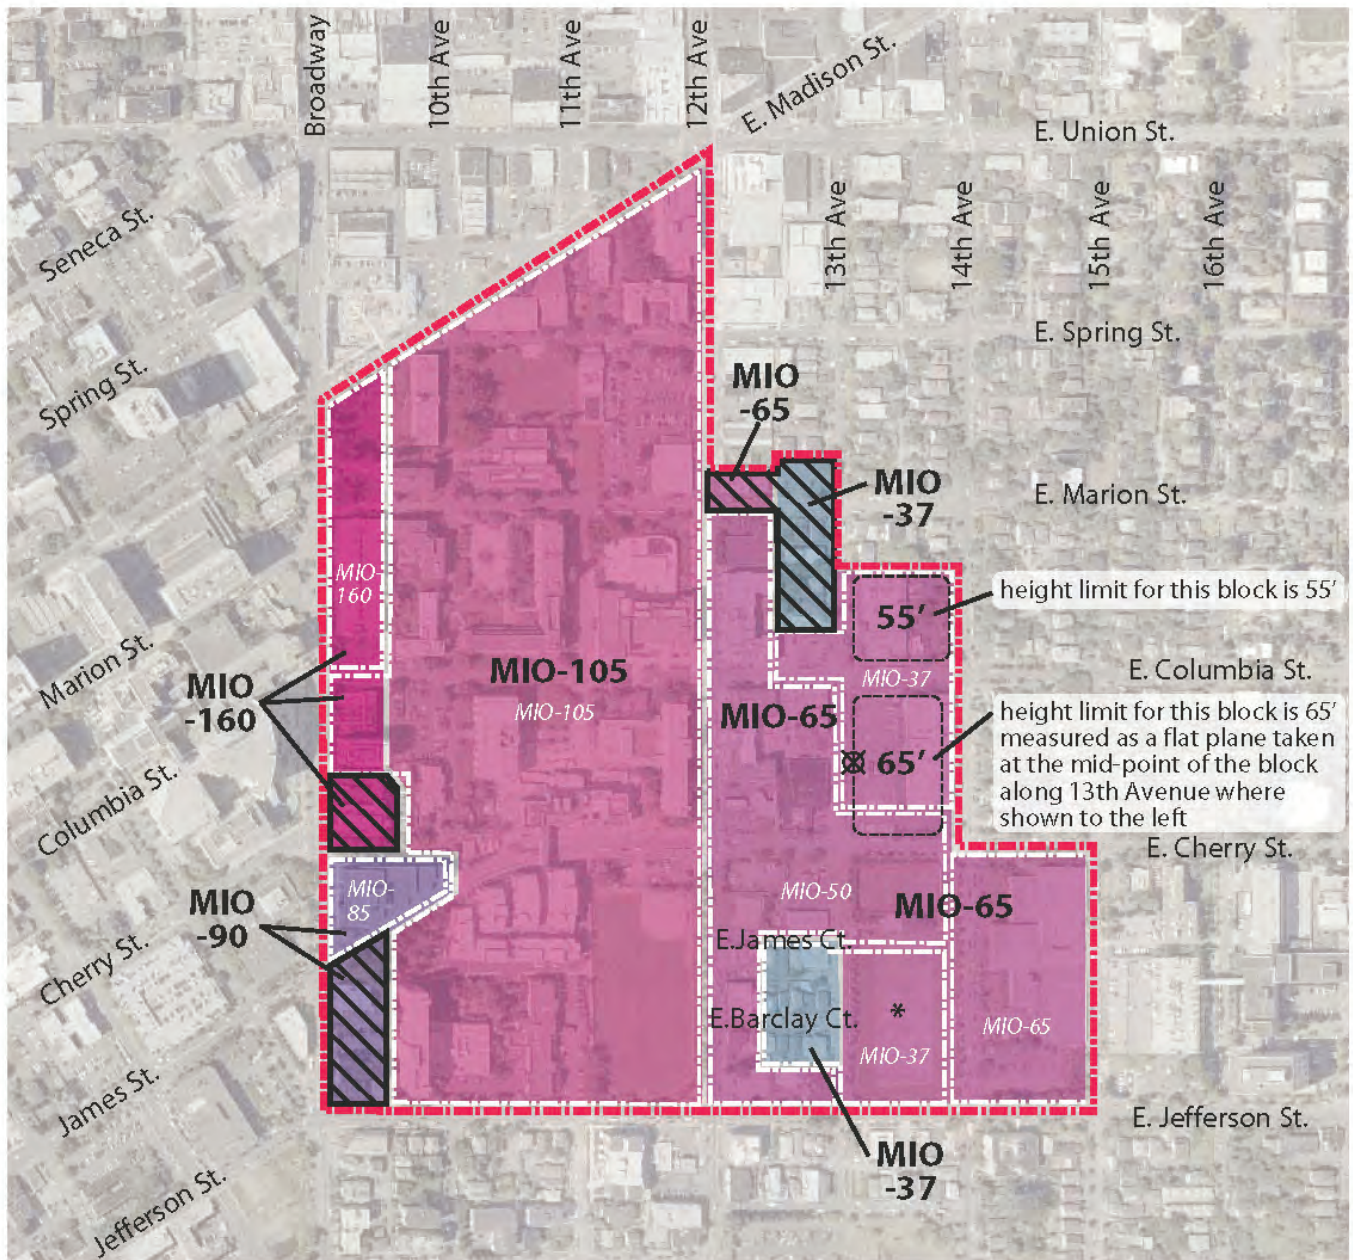 Broadway
10th Ave
11th Ave
12th Ave
E. Madison St.
E. Union St.
13th Ave
14th Ave
15th Ave
16th Ave
Seneca St.
E. Spring St.
Spring St.
MIO
-65
MIO
-37
E. Marion St.
MIO-
160
height limit for this block is 55'
55'
Marion St.
MIO-105
MIO-105
MIO-37
E. Columbia St.
MIO
-160
MIO-65
height limit for this block is 65'
measured as a flat plane taken
at the mid-point of the block
along 13th Avenue where
shown to the left
65'
Columbia St.
E. Cherry St.
MIO-
85
MIO-50
MIO
-90
MIO-65
E.James Ct.
Cherry St.
E.Barclay Ct.
*
MIO-37
MIO-65
James St.
E. Jefferson St.
MIO
-37
Jefferson St.